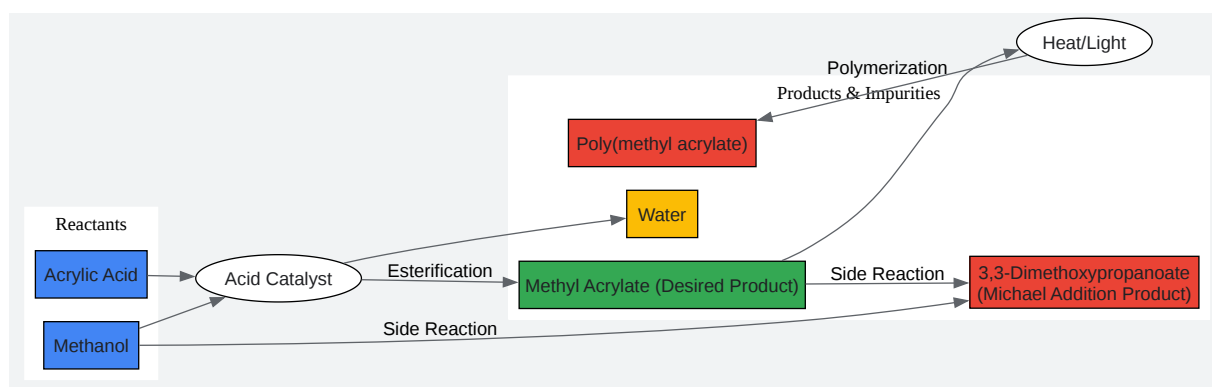 Heat/Light
Polymerization
Products & Impurities
Poly(methyl acrylate)
Water
Reactants
Acrylic Acid
Acid Catalyst
Esterification
Methyl Acrylate (Desired Product)
Side Reaction
3,3-Dimethoxypropanoate
(Michael Addition Product)
Methanol
Side Reaction